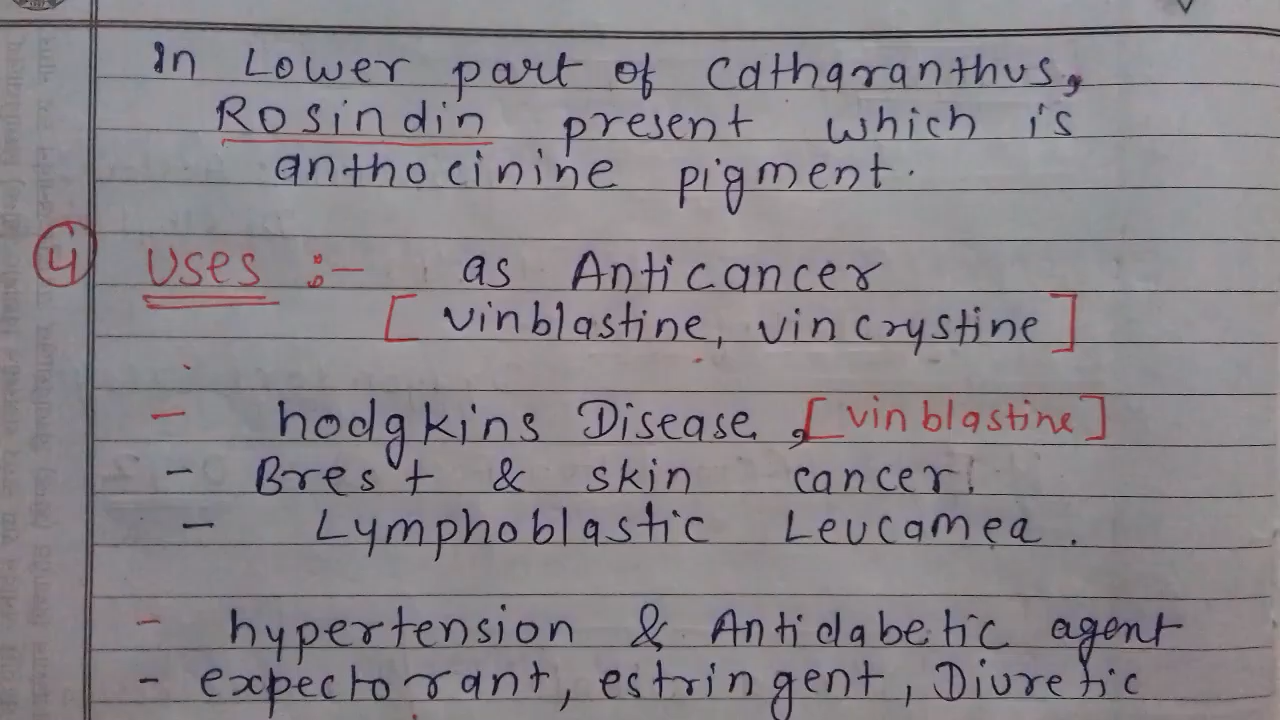 In Lower part of Catharanthus,
Rosindin present which is
anthocinine pigment.
4 Uses :- as Anticancer
[ vinblastine, vincrystine ]
- hodgkins Disease, [vinblastine]
- Brest & skin cancer.
- Lymphoblastic Leucamea.
- hypertension & Antidabetic agent
- expectorant, estringent, Diuretic